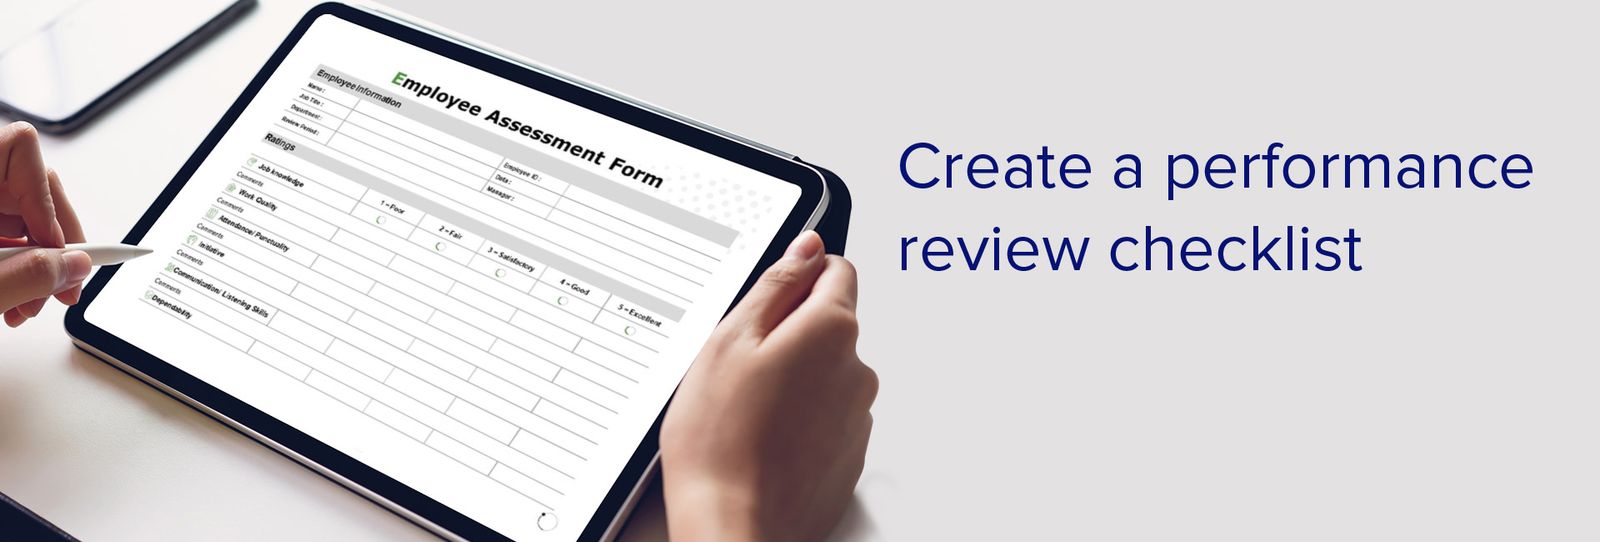 Employee Assessment Form
Employee Information
Name:
Job Title:
Department:
Review Period:
Employee ID:
Date:
Manager:
Ratings
1 – Poor
2 – Fair
3 – Satisfactory
4 – Good
5 – Excellent
Job knowledge
Comments
Work Quality
Comments
Attendance/ Punctuality
Comments
Initiative
Comments
Communication/ Listening Skills
Comments
Dependability
Create a performance
review checklist